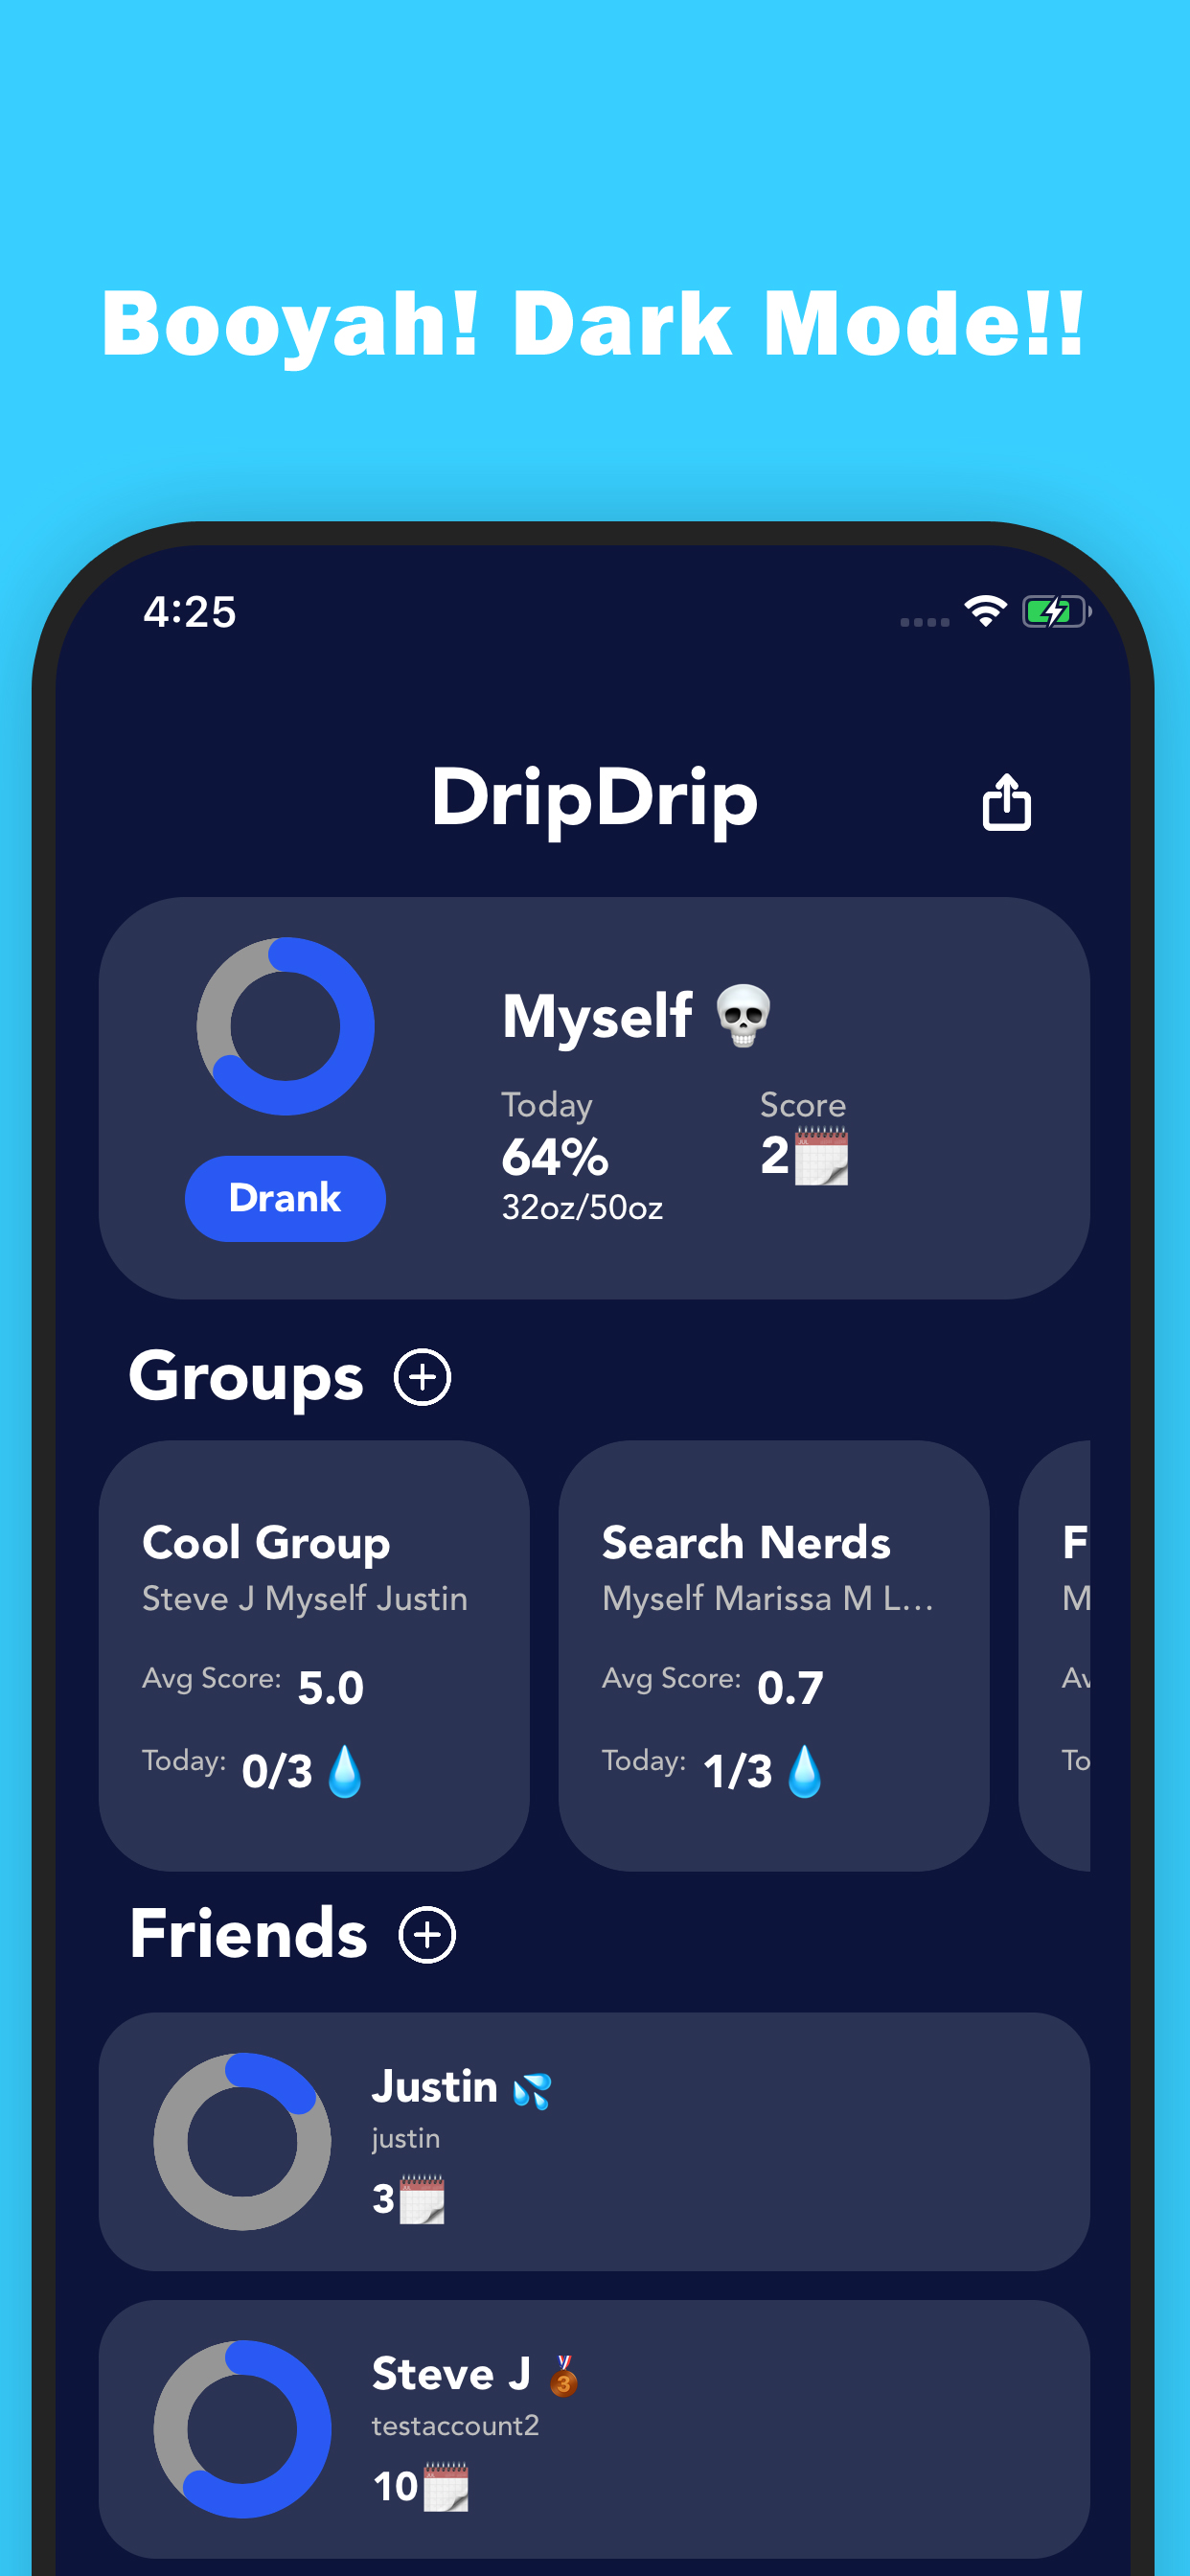 Booyah! Dark Mode!!
4:25
DripDrip
Myself 💀
Today
Score
64%
2🗓
32oz/50oz
Drank
Groups
Cool Group
Steve J Myself Justin
Avg Score: 5.0
Today: 0/3💧
Search Nerds
Myself Marissa M L...
Avg Score: 0.7
Today: 1/3💧
F
M
Av
To
Friends
Justin 💦
justin
3🗓
Steve J 🥉
testaccount2
10🗓